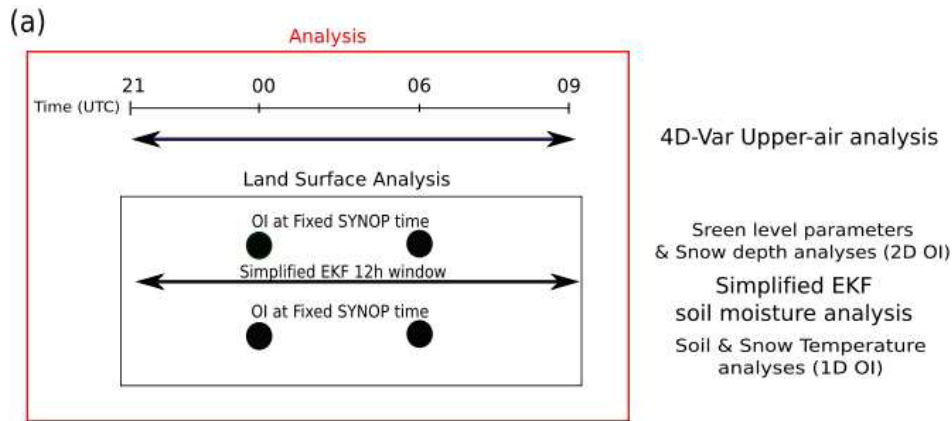 (a)
Analysis
21 00 06 09
Time (UTC)
4D-Var Upper-air analysis
Land Surface Analysis
OI at Fixed SYNOP time
Sreen level parameters
& Snow depth analyses (2D OI)
Simplified EKF 12h window
Simplified EKF
soil moisture analysis
OI at Fixed SYNOP time
Soil & Snow Temperature
analyses (1D OI)